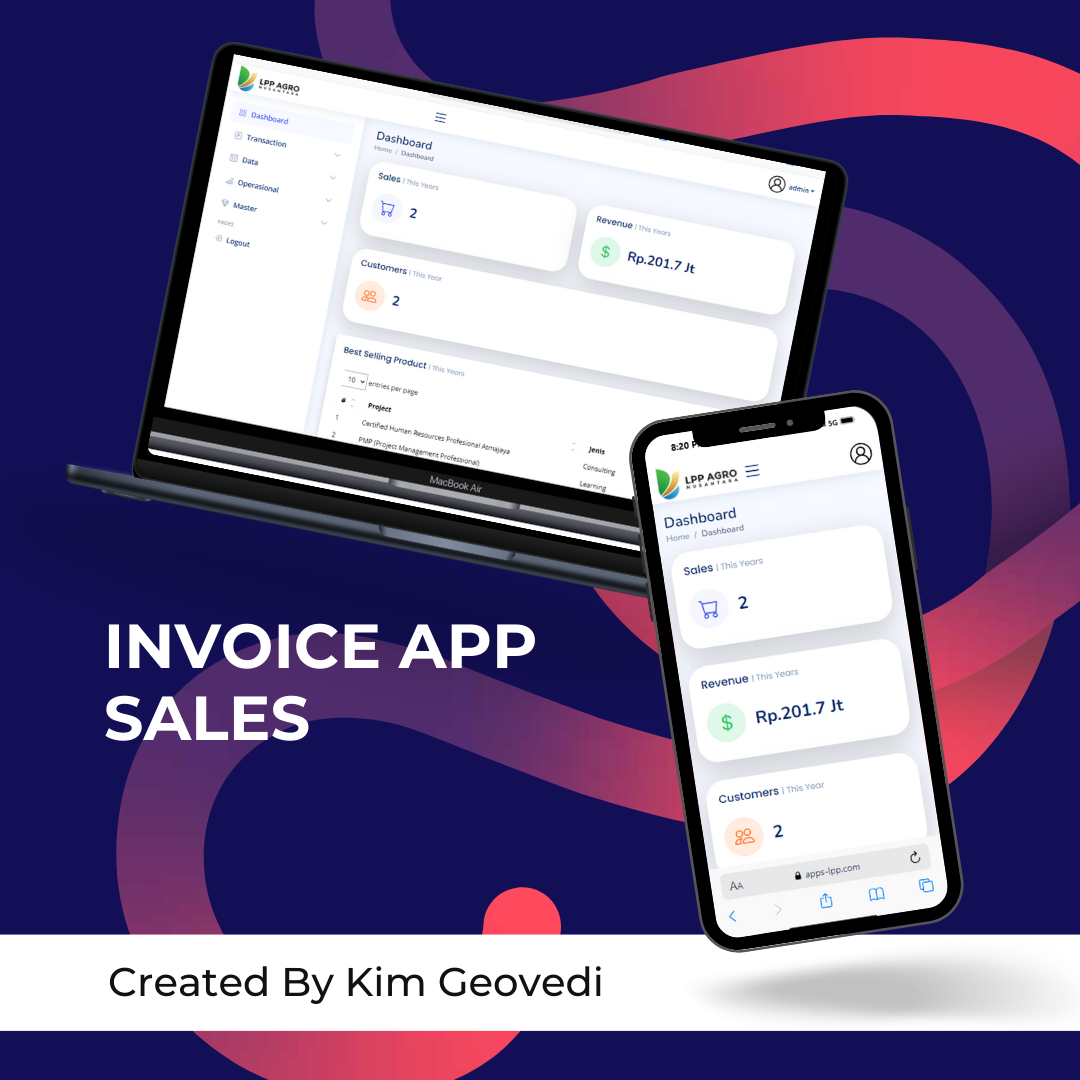 LPP AGRO
NUSANTARA
Dashboard
Transaction
Data
Operasional
Master
PAGES
Logout
admin
Dashboard
Home / Dashboard
Sales | This Years
2
Revenue | This Years
Rp.201.7 Jt
Customers | This Year
2
Best Selling Product | This Years
10 entries per page
# Project Jenis
1 Certified Human Resources Profesional Atmajaya Consulting
2 PMP (Project Management Professional) Learning
MacBook Air
8:20 P
5G
LPP AGRO
NUSANTARA
Dashboard
Home / Dashboard
Sales | This Years
2
Revenue | This Years
Rp.201.7 Jt
Customers | This Year
2
AA apps-lpp.com
INVOICE APP
SALES
Created By Kim Geovedi